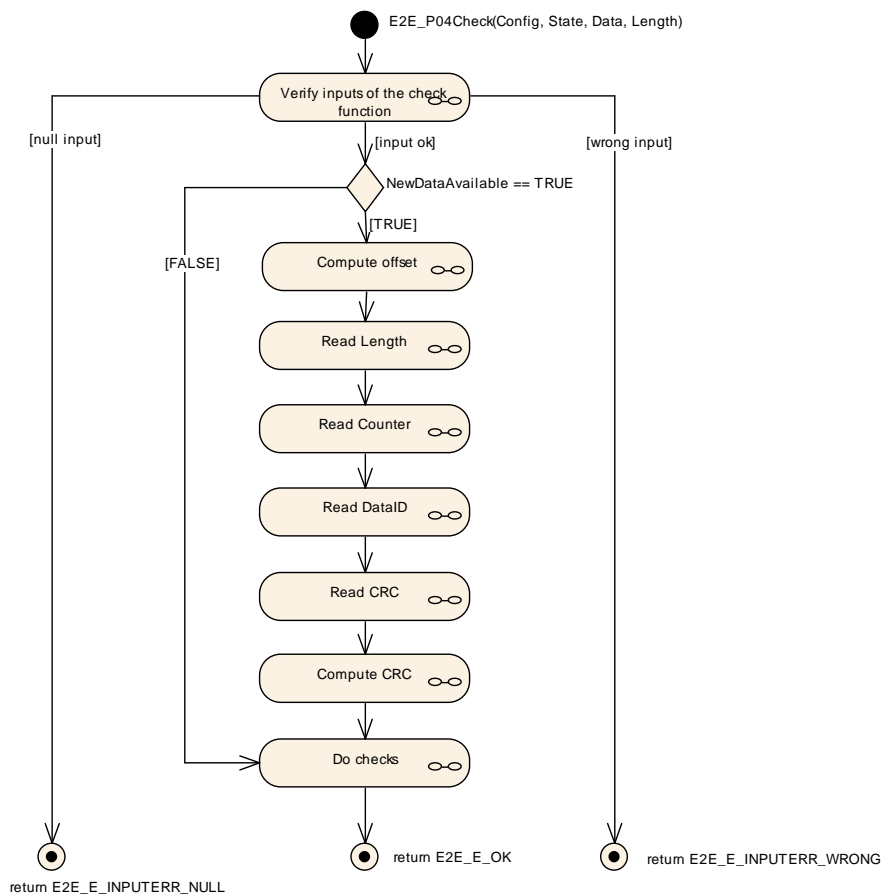 E2E_P04Check(Config, State, Data, Length)
Verify inputs of the check
function
[null input]
[input ok]
[wrong input]
NewDataAvailable == TRUE
[TRUE]
[FALSE]
Compute offset
Read Length
Read Counter
Read DataID
Read CRC
Compute CRC
Do checks
return E2E_E_OK
return E2E_E_INPUTERR_WRONG
return E2E_E_INPUTERR_NULL